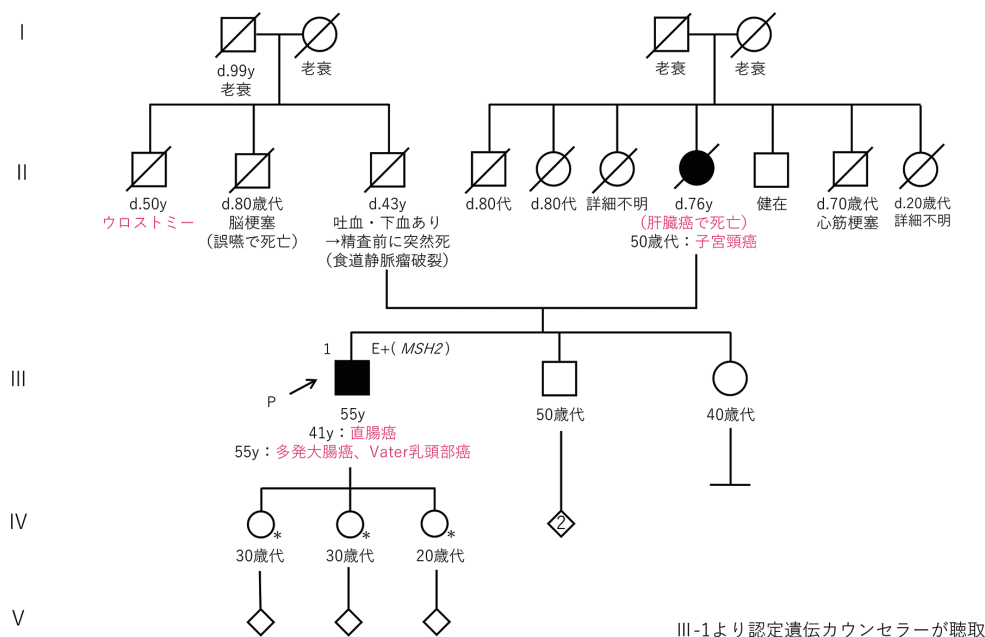 I
d.99y
老衰
老衰
老衰
老衰
II
d.50y
ウロストミー
d.80歳代
脳梗塞
(誤嚥で死亡)
d.43y
吐血・下血あり
→精査前に突然死
(食道静脈瘤破裂)
d.80代
d.80代
詳細不明
d.76y
(肝臓癌で死亡)
50歳代：子宮頸癌
健在
d.70歳代
心筋梗塞
d.20歳代
詳細不明
III
1
E+( MSH2 )
P
55y
41y：直腸癌
55y：多発大腸癌、Vater乳頭部癌
50歳代
40歳代
IV
*
*
*
2
30歳代
30歳代
20歳代
V
III-1より認定遺伝カウンセラーが聴取